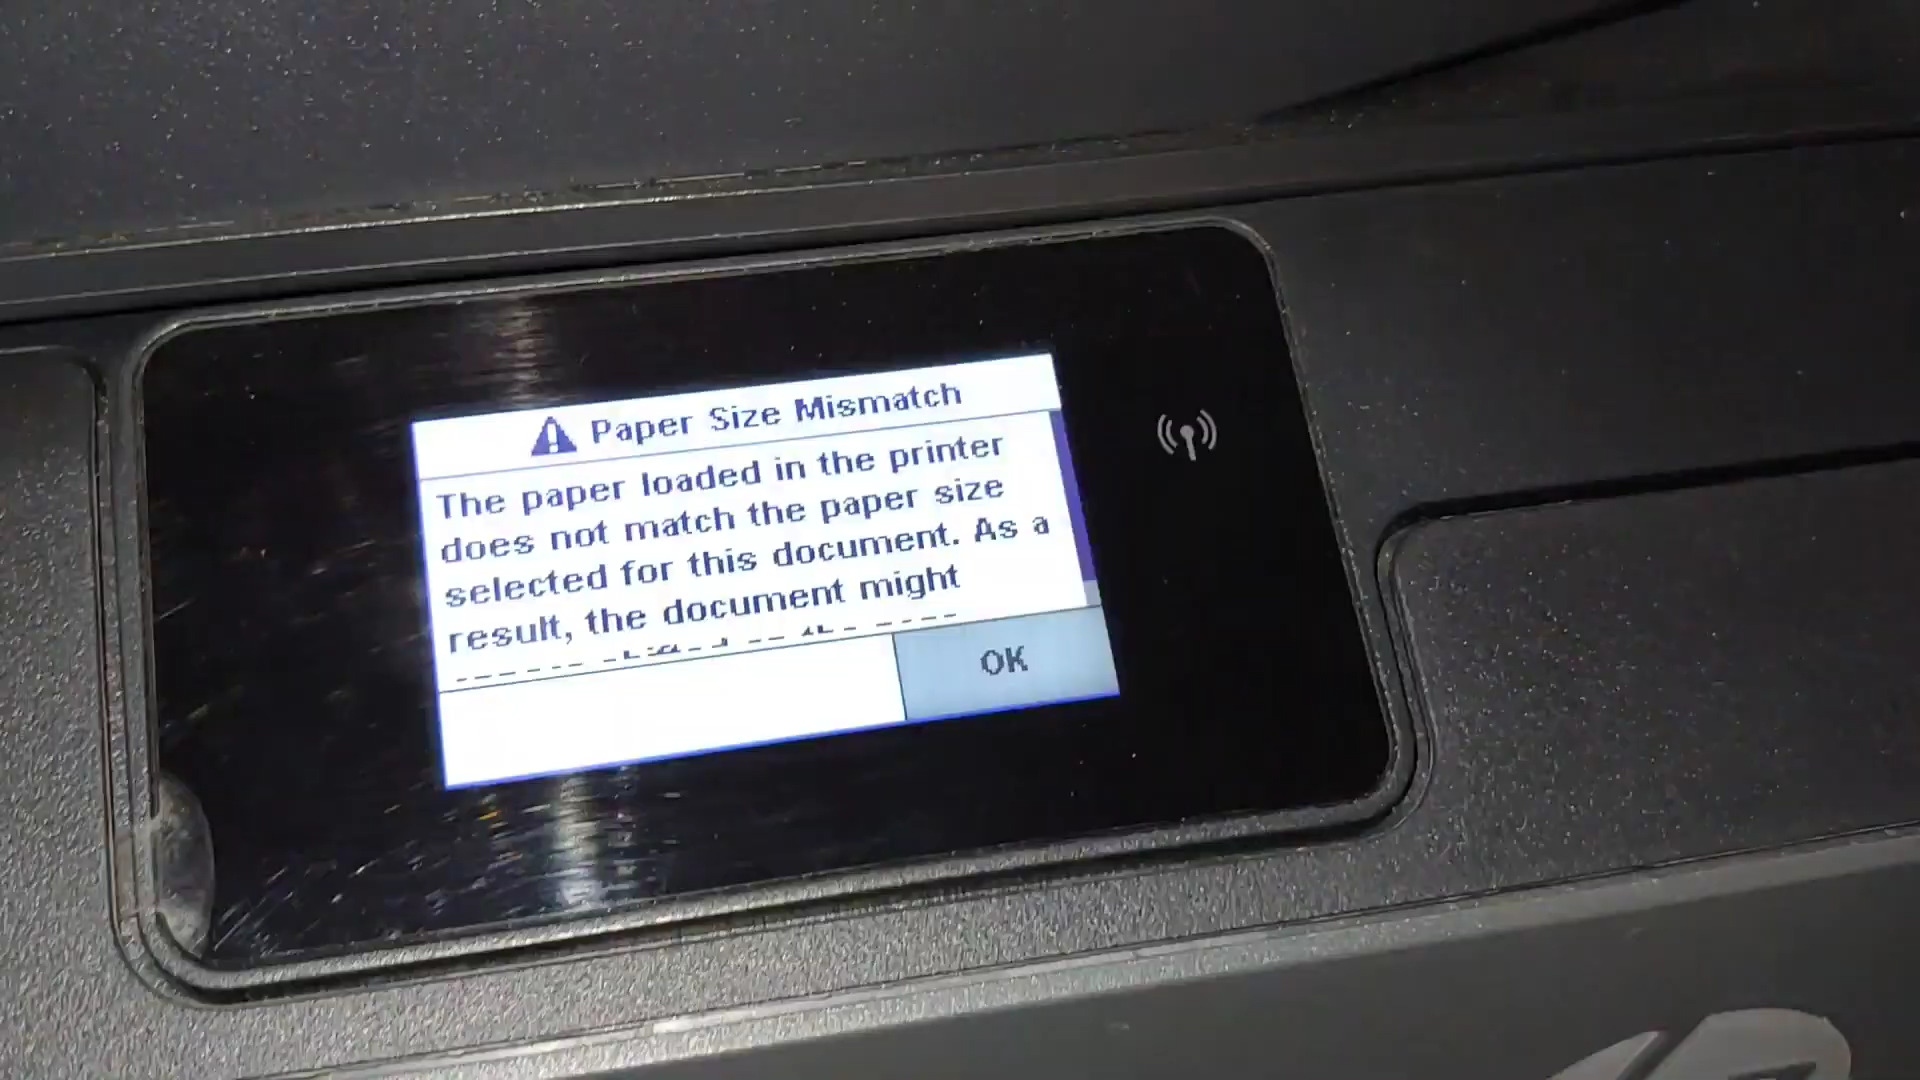 Paper Size Mismatch
The paper loaded in the printer
does not match the paper size
selected for this document. As a
result, the document might
OK